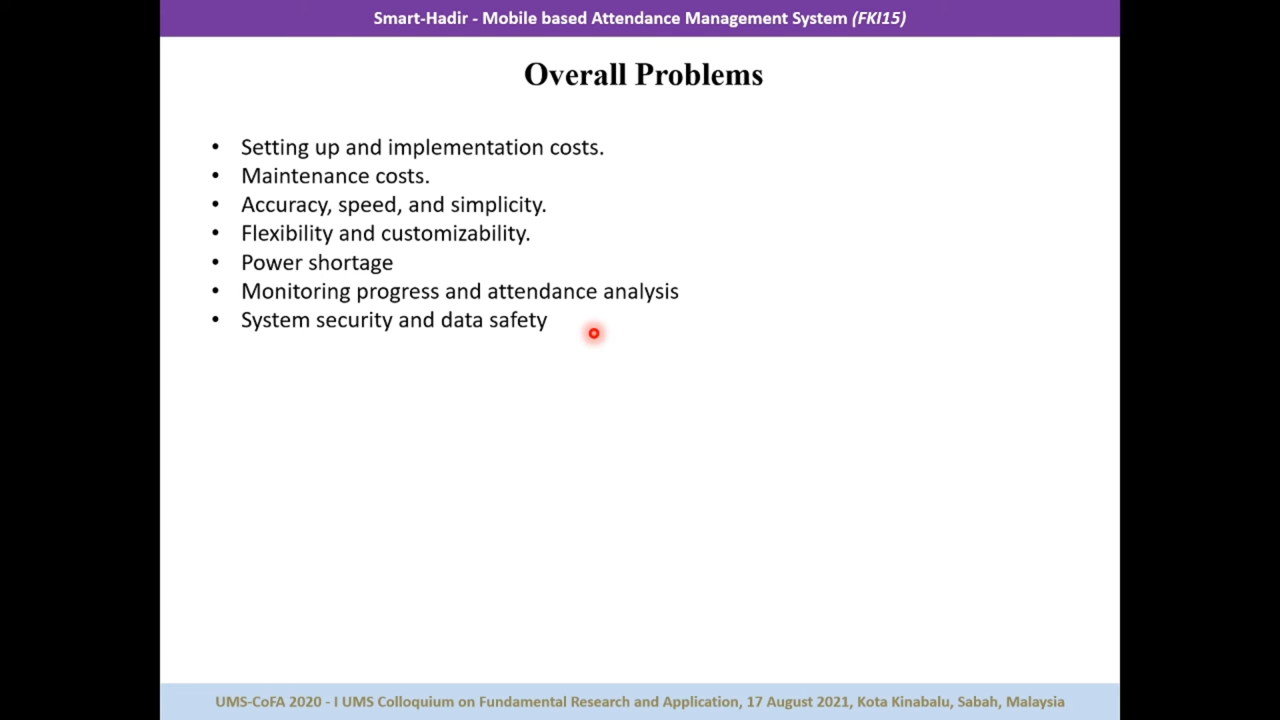 Smart-Hadir - Mobile based Attendance Management System (FKI15)
Overall Problems
• Setting up and implementation costs.
• Maintenance costs.
• Accuracy, speed, and simplicity.
• Flexibility and customizability.
• Power shortage
• Monitoring progress and attendance analysis
• System security and data safety
UMS-CoFA 2020 - I UMS Colloquium on Fundamental Research and Application, 17 August 2021, Kota Kinabalu, Sabah, Malaysia